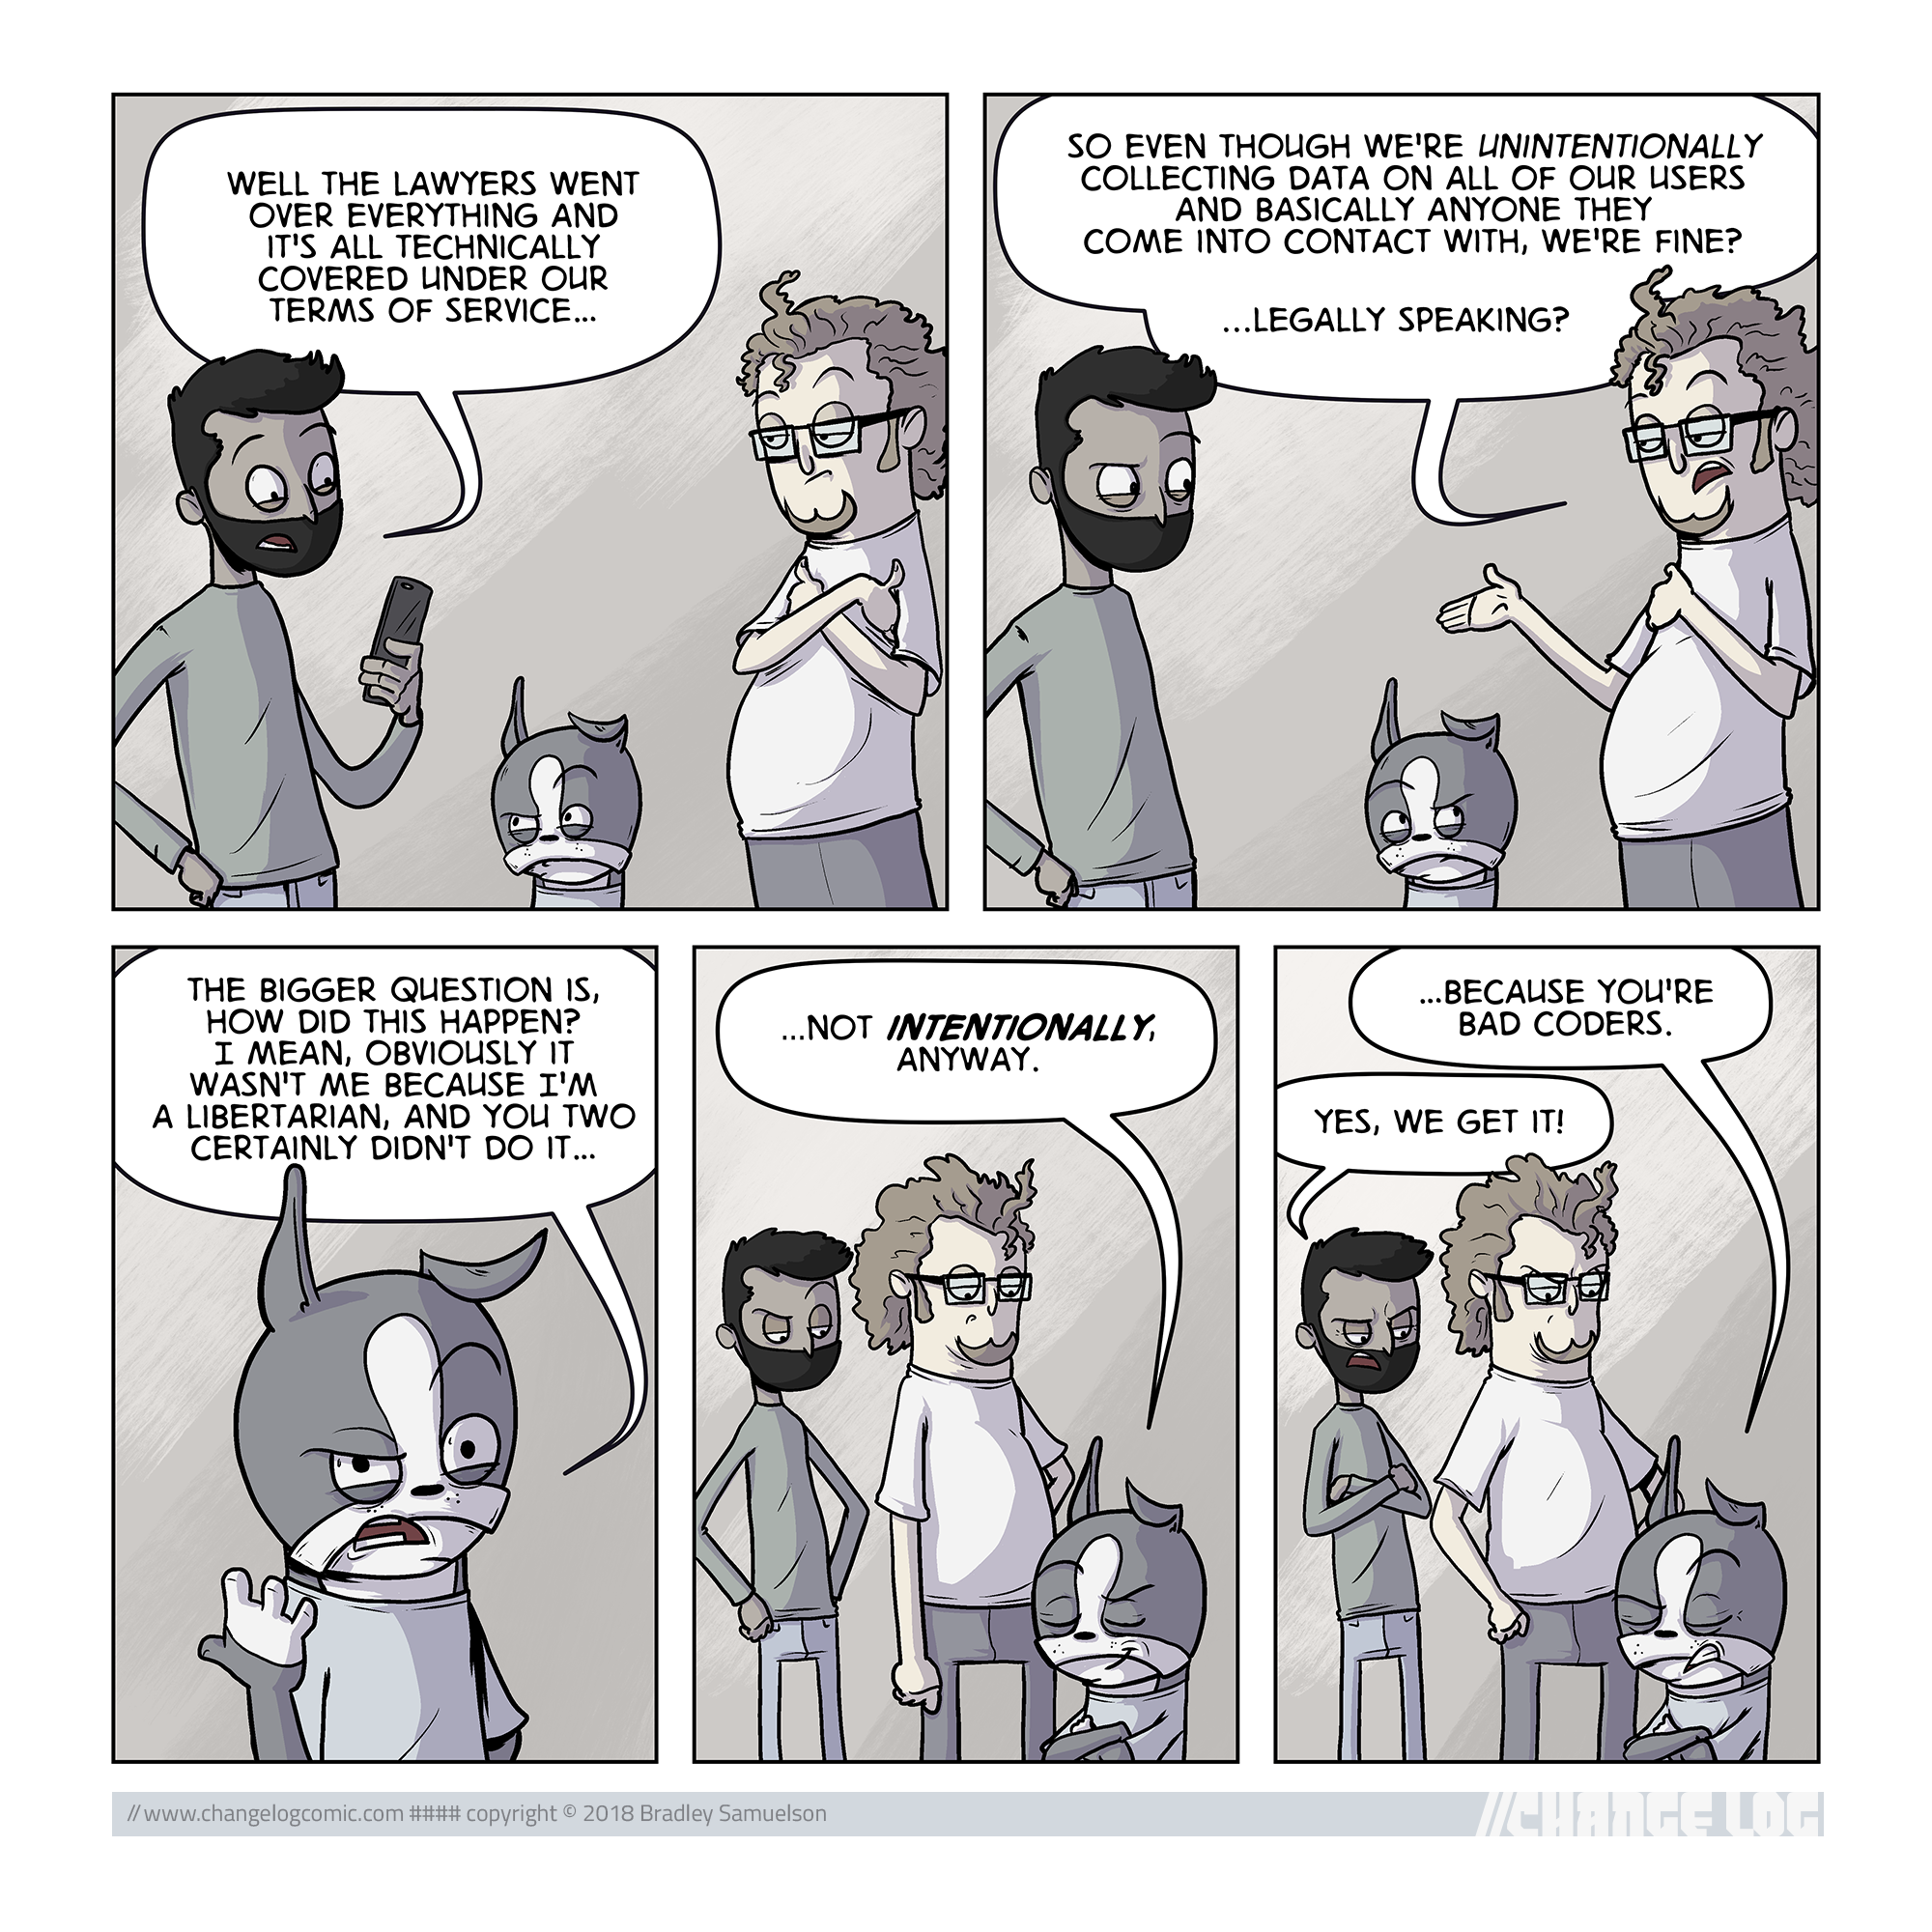 WELL THE LAWYERS WENT
OVER EVERYTHING AND
IT'S ALL TECHNICALLY
COVERED UNDER OUR
TERMS OF SERVICE...
SO EVEN THOUGH WE'RE UNINTENTIONALLY
COLLECTING DATA ON ALL OF OUR USERS
AND BASICALLY ANYONE THEY
COME INTO CONTACT WITH, WE'RE FINE?
...LEGALLY SPEAKING?
THE BIGGER QUESTION IS,
HOW DID THIS HAPPEN?
I MEAN, OBVIOUSLY IT
WASN'T ME BECAUSE I'M
A LIBERTARIAN, AND YOU TWO
CERTAINLY DIDN'T DO IT...
...NOT INTENTIONALLY,
ANYWAY.
...BECAUSE YOU'RE
BAD CODERS.
YES, WE GET IT!
//www.changelogcomic.com #### copyright © 2018 Bradley Samuelson
//CHANGE LOG